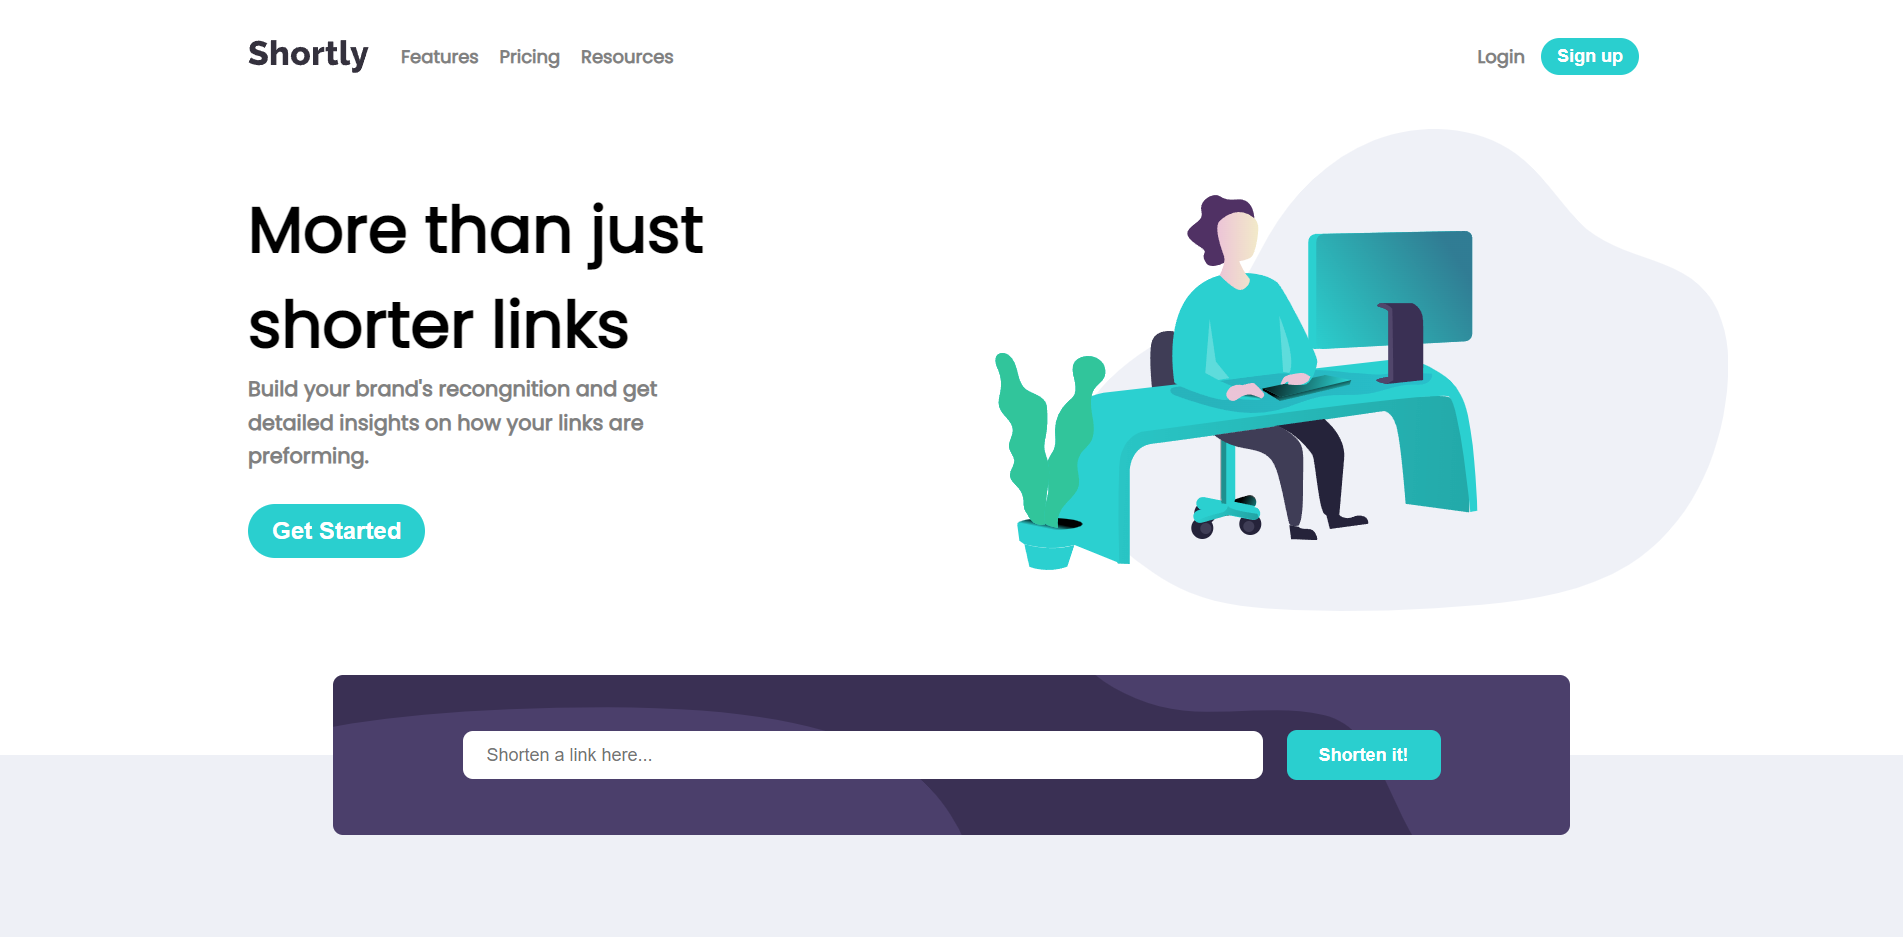 Shortly Features Pricing Resources Login Sign up
More than just
shorter links
Build your brand's recongnition and get
detailed insights on how your links are
preforming.
Get Started
Shorten a link here... Shorten it!